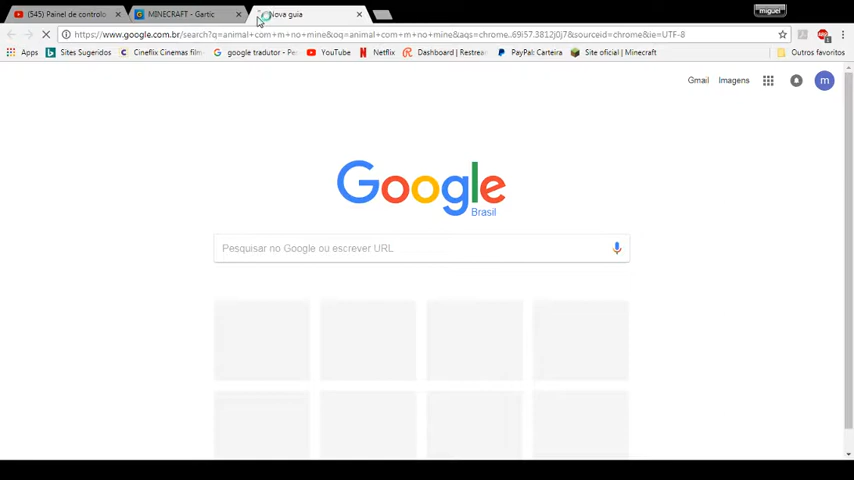 (545) Painel de controlo
MINECRAFT - Gartic
Nova guia
miguel
https://www.google.com.br/search?q=animal+com+m+no+mine&oq=animal+com+m+no+mine&aqs=chrome..69i57.3812j0j7&sourceid=chrome&ie=UTF-8
Apps
Sites Sugeridos
Cineflix Cinemas film
google tradutor - Pes
YouTube
Netflix
Dashboard | Restrea
PayPal: Carteira
Site oficial | Minecraft
Outros favoritos
Gmail
Imagens
m
Google
Brasil
Pesquisar no Google ou escrever URL